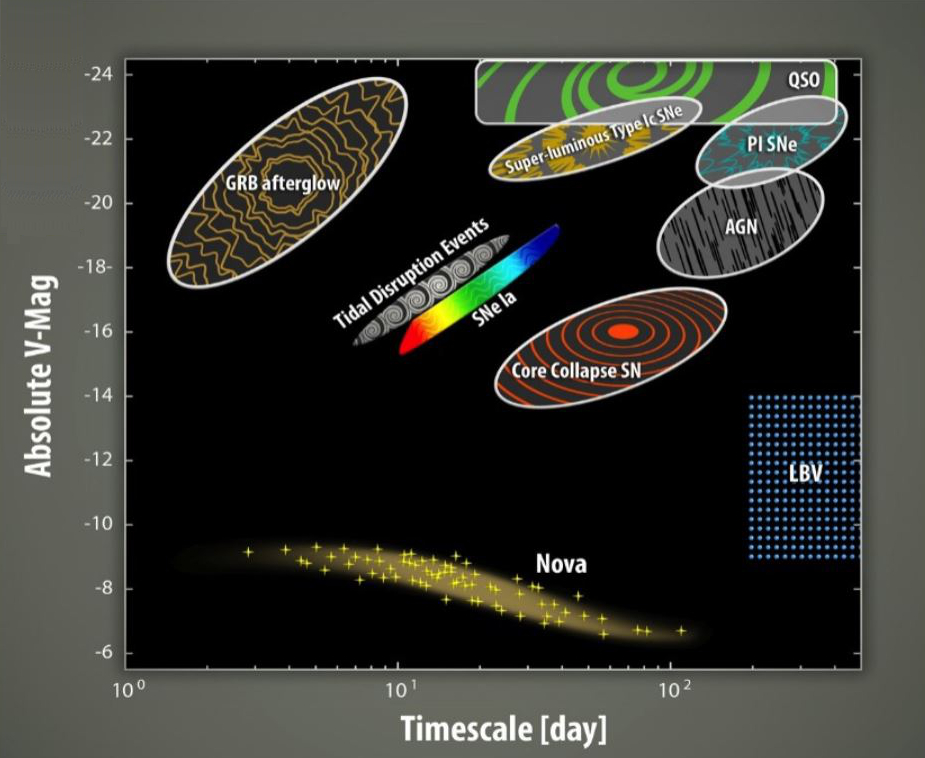 -24
-22
-20
-18-
-16
-14
-12
-10
-8
-6
Absolute V-Mag
QSO
Super-luminous Type Ic SNe
PI SNe
GRB afterglow
AGN
Tidal Disruption Events
SNe Ia
Core Collapse SN
LBV
Nova
10⁰
10¹
10²
Timescale [day]